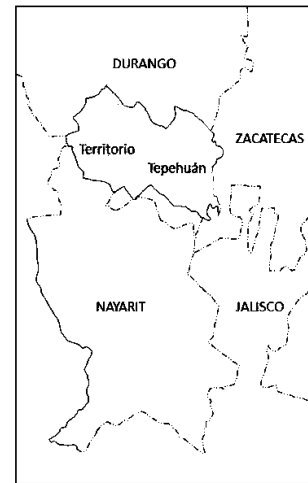 DURANGO
ZACATECAS
Territorio
Tepehuán
NAYARIT
JALISCO